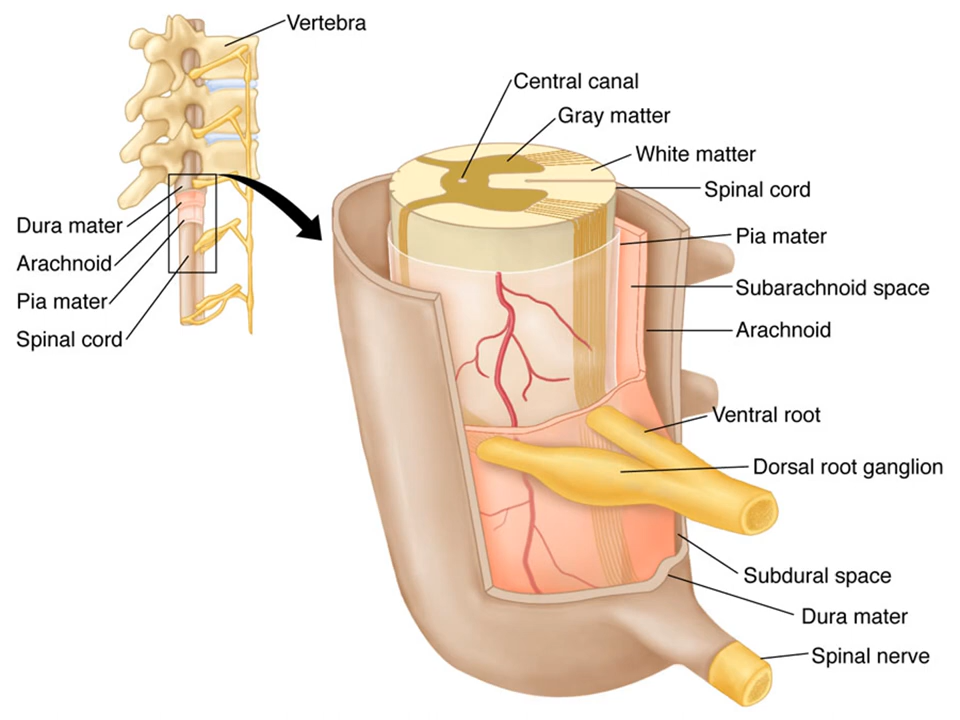 Vertebra
Dura mater
Arachnoid
Pia mater
Spinal cord
Central canal
Gray matter
White matter
Spinal cord
Pia mater
Subarachnoid space
Arachnoid
Ventral root
Dorsal root ganglion
Subdural space
Dura mater
Spinal nerve